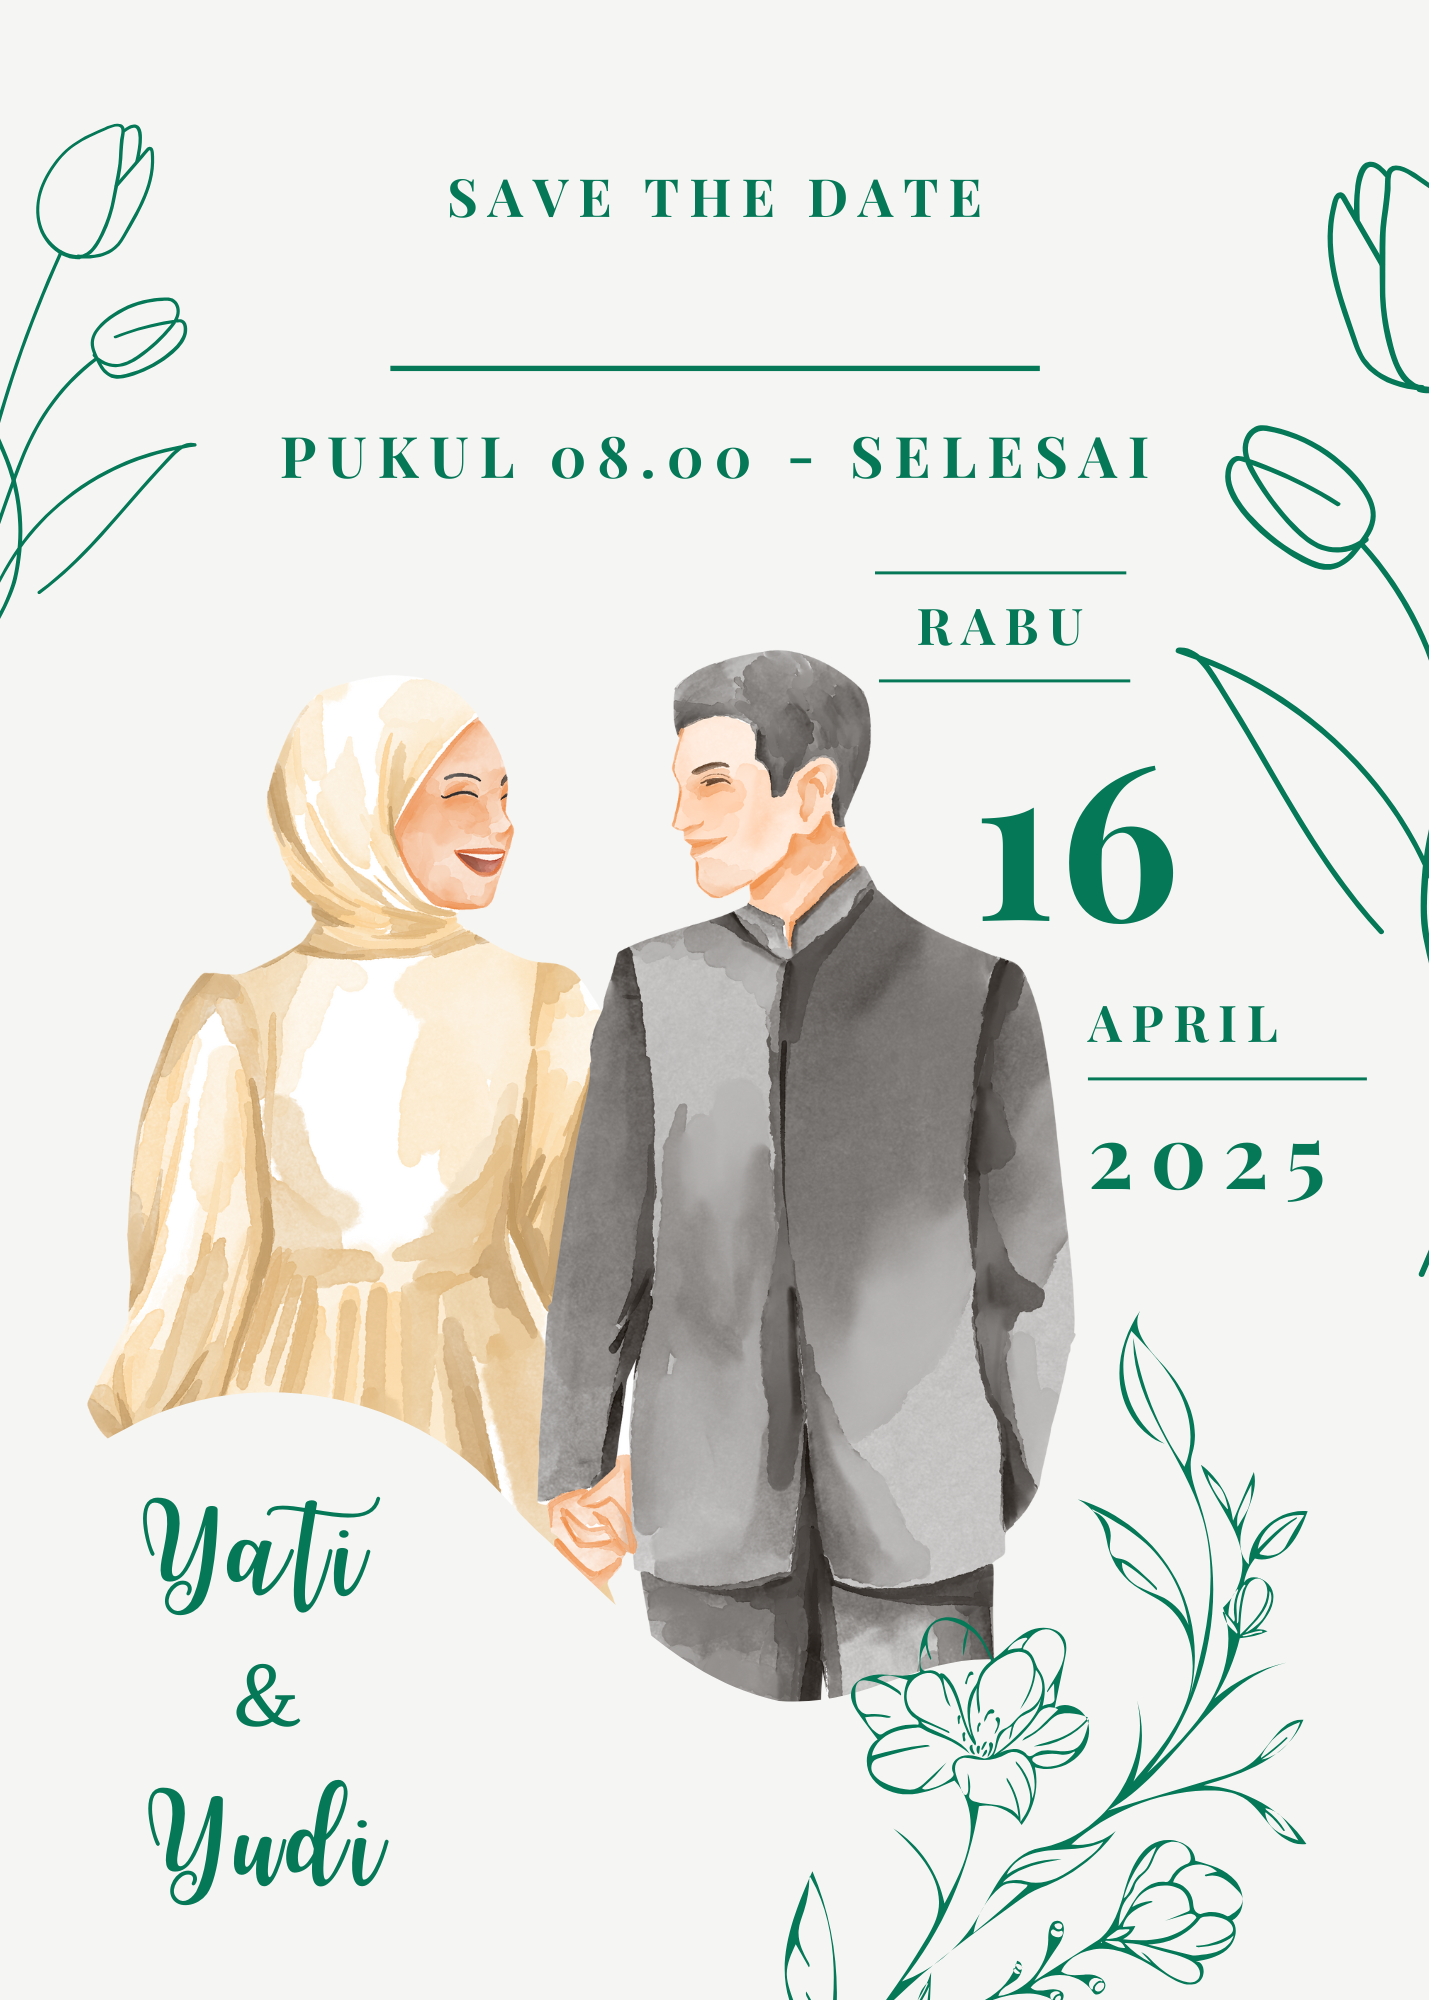 SAVE THE DATE
PUKUL 08.00 - SELESAI
RABU
16
APRIL
2025
Yati
&
Yudi